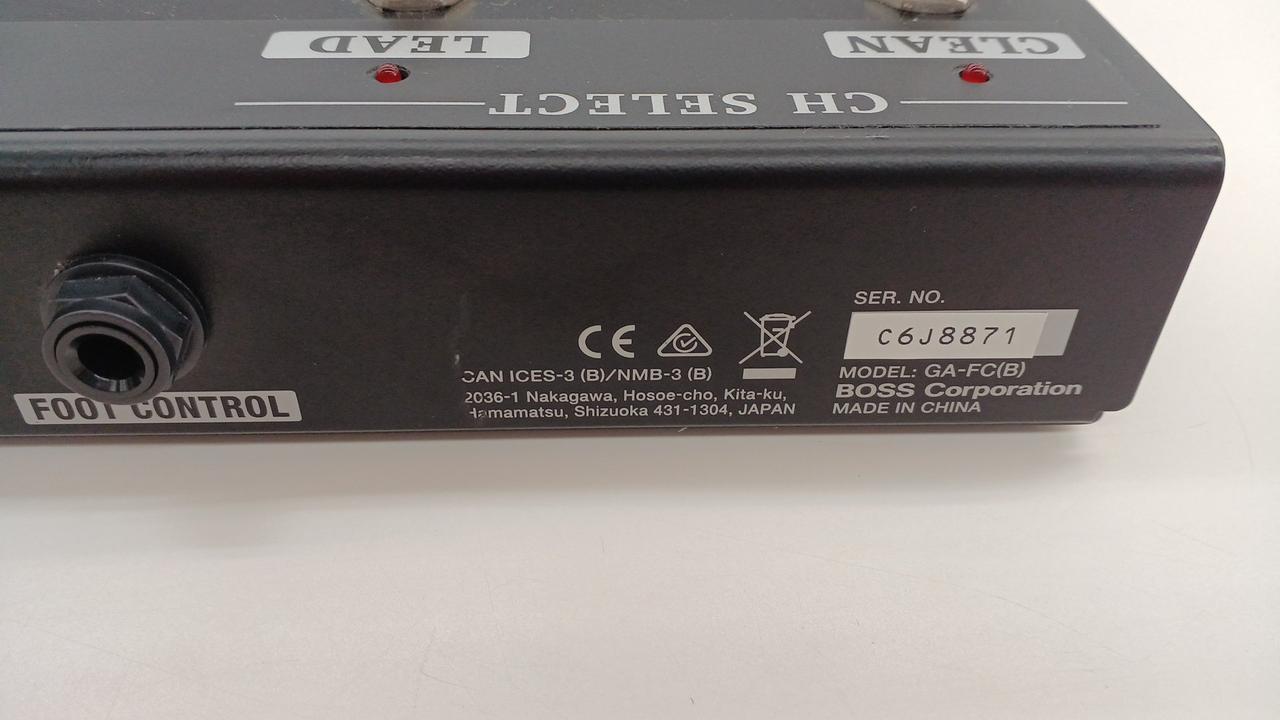 CLEAN
LEAD
CH SELECT
FOOT CONTROL
CE
CAN ICES-3 (B)/NMB-3 (B)
2036-1 Nakagawa, Hosoe-cho, Kita-ku,
Hamamatsu, Shizuoka 431-1304, JAPAN
SER. NO.
C6J8871
MODEL: GA-FC(B)
BOSS Corporation
MADE IN CHINA